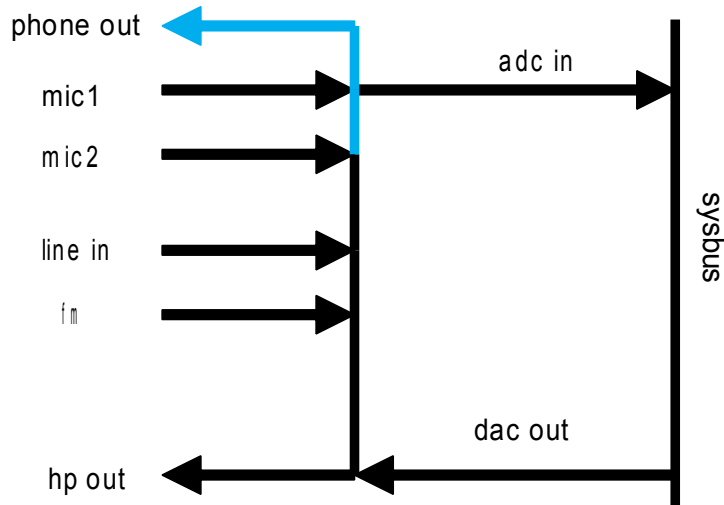 phone out
adc in
mic1
mic2
sysbus
line in
fm
dac out
hp out